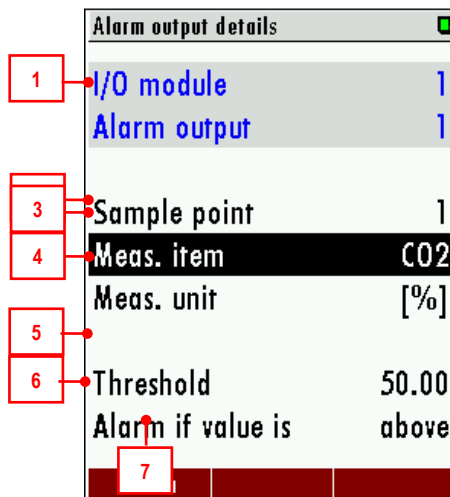 Alarm output details
1
I/O module 1
Alarm output 1
3
Sample point 1
4
Meas. item CO2
Meas. unit [%]
5
6
Threshold 50.00
Alarm if value is above
7